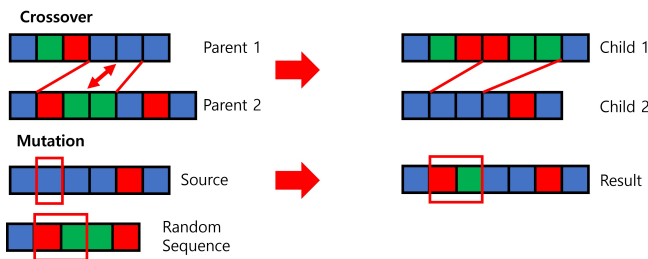 Crossover
Parent 1
Child 1
Parent 2
Child 2
Mutation
Source
Result
Random
Sequence